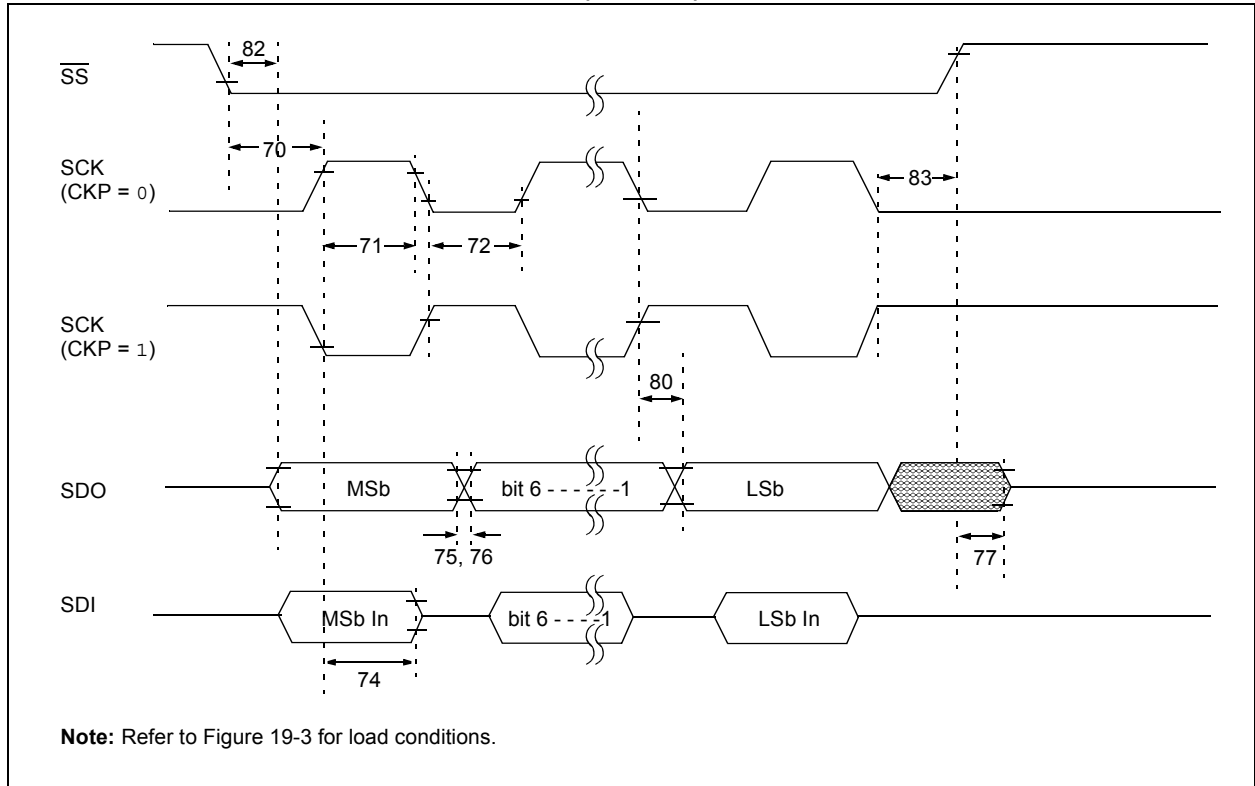 82
SS
70
SCK
(CKP = 0)
83
71
72
SCK
(CKP = 1)
80
SDO
MSb
bit 6 - - - - - -1
LSb
75, 76
77
SDI
MSb In
bit 6 - - - -1
LSb In
74
Note: Refer to Figure 19-3 for load conditions.